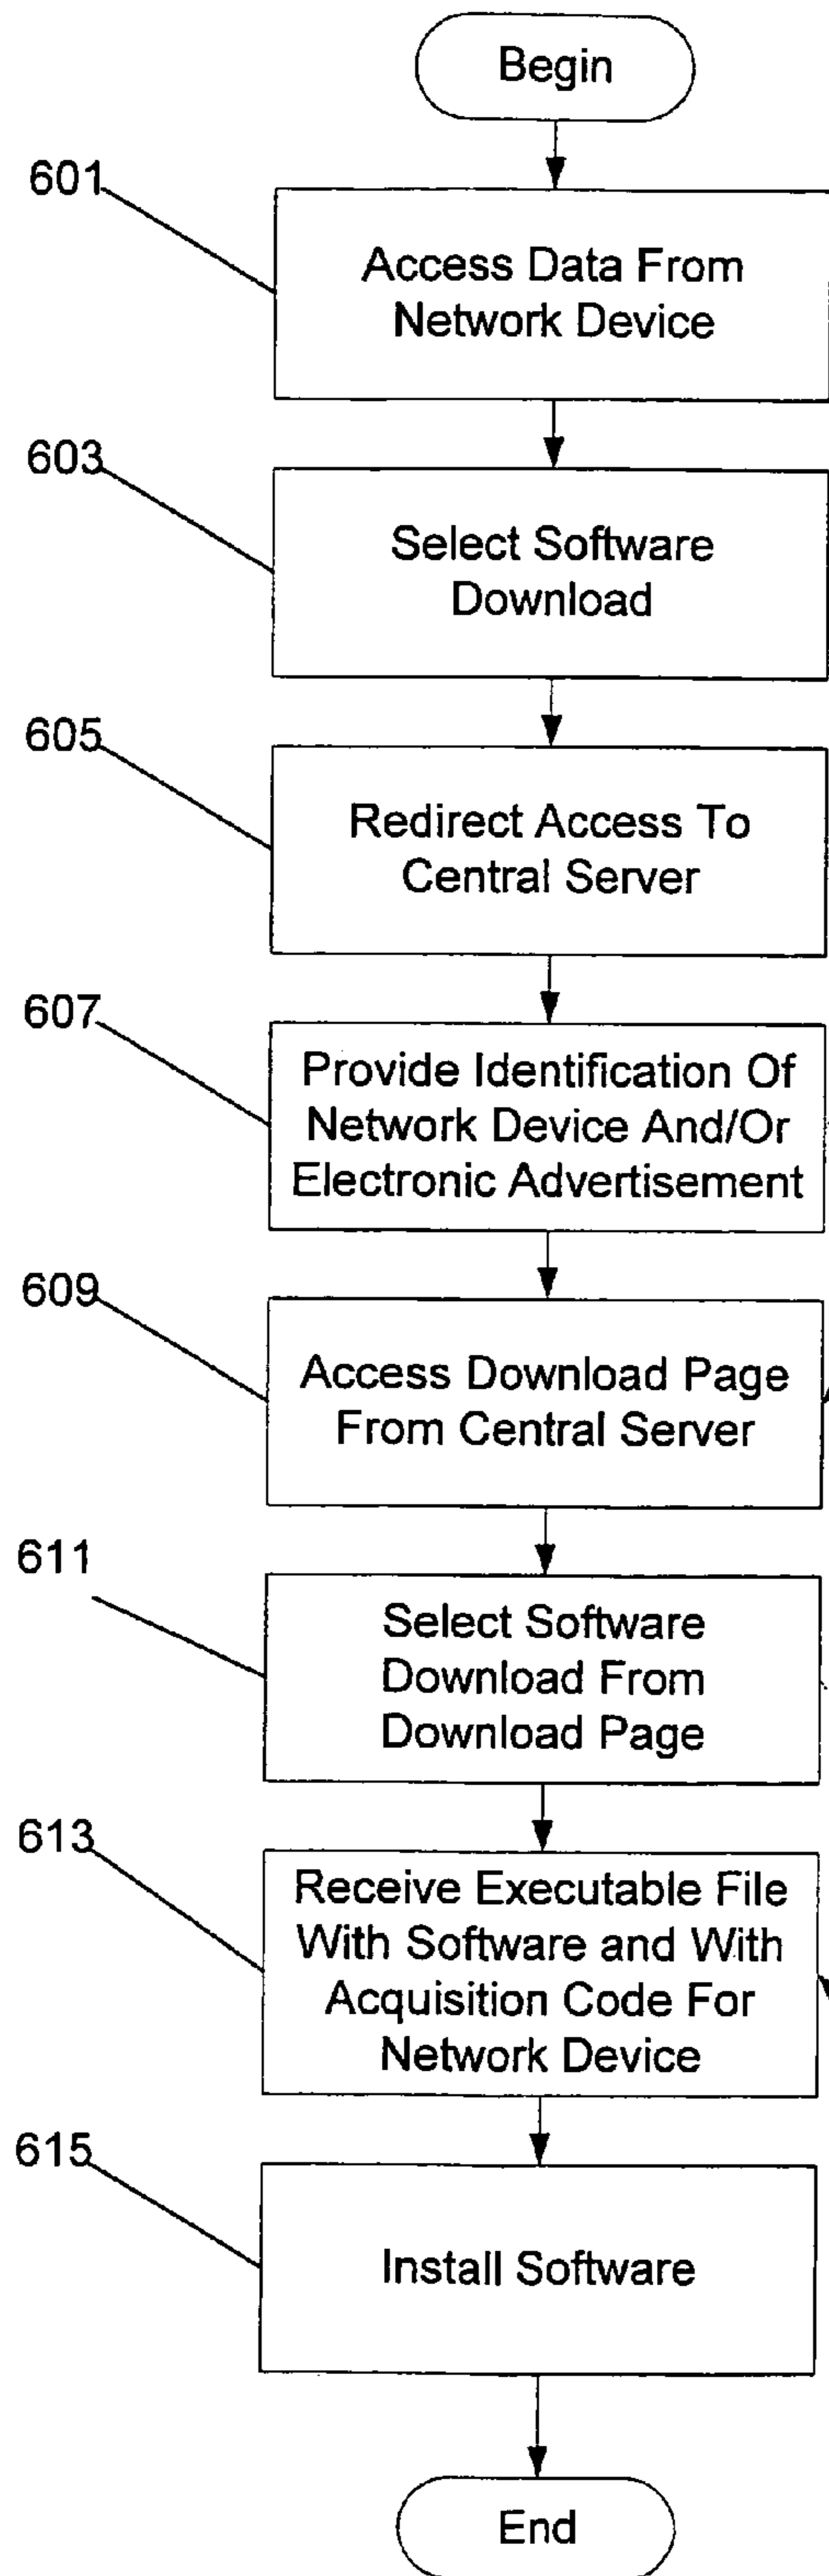 Begin
601
Access Data From
Network Device
603
Select Software
Download
605
Redirect Access To
Central Server
607
Provide Identification Of
Network Device And/Or
Electronic Advertisement
609
Access Download Page
From Central Server
611
Select Software
Download From
Download Page
613
Receive Executable File
With Software and With
Acquisition Code For
Network Device
615
Install Software
End